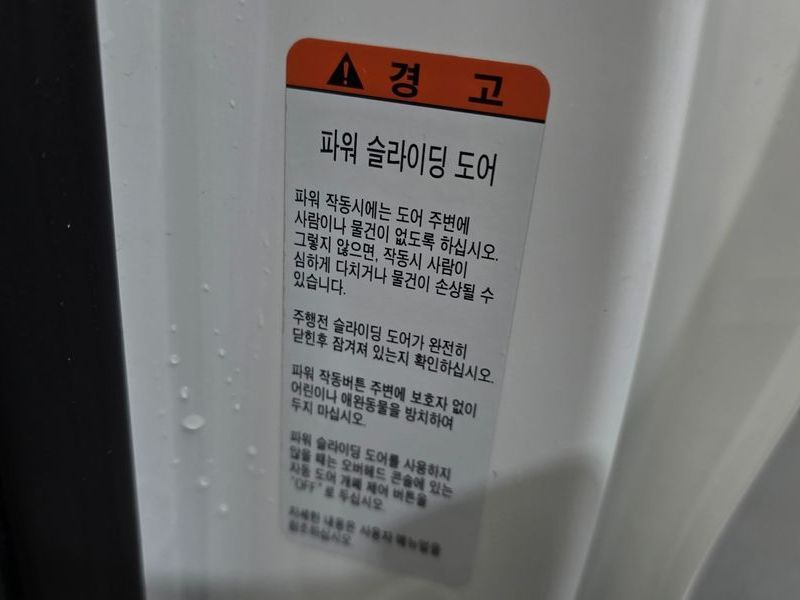 경 고
파워 슬라이딩 도어
파워 작동시에는 도어 주변에
사람이나 물건이 없도록 하십시오.
그렇지 않으면, 작동시 사람이
심하게 다치거나 물건이 손상될 수
있습니다.
주행전 슬라이딩 도어가 완전히
닫힌후 잠겨져 있는지 확인하십시오.
파워 작동버튼 주변에 보호자 없이
어린이나 애완동물을 방치하여
두지 마십시오.
파워 슬라이딩 도어를 사용하지
않을 때는 오버헤드 콘솔에 있는
자동 도어 개폐 제어 버튼을
"OFF"로 두십시오.
자세한 내용은 사용자 매뉴얼을
참조하십시오